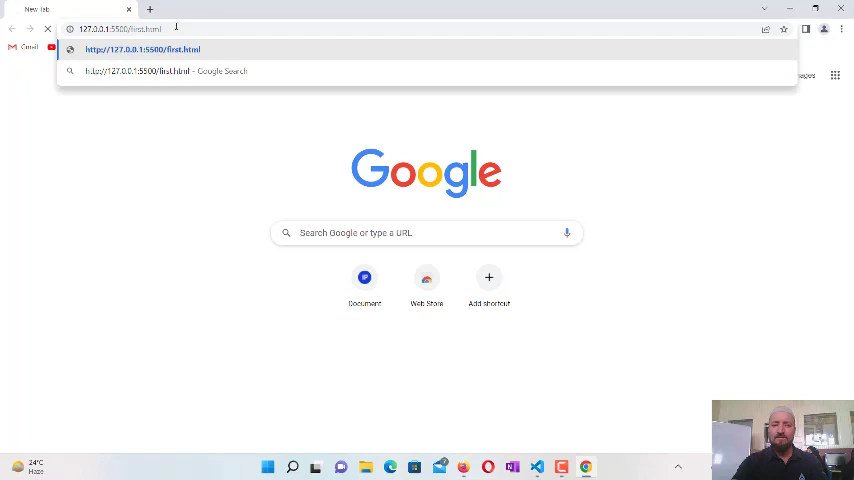 New Tab
127.0.0.1:5500/first.html
Gmail
http://127.0.0.1:5500/first.html
http://127.0.0.1:5500/first.html - Google Search
ages
Google
Search Google or type a URL
Document
Web Store
Add shortcut
24°C
Haze